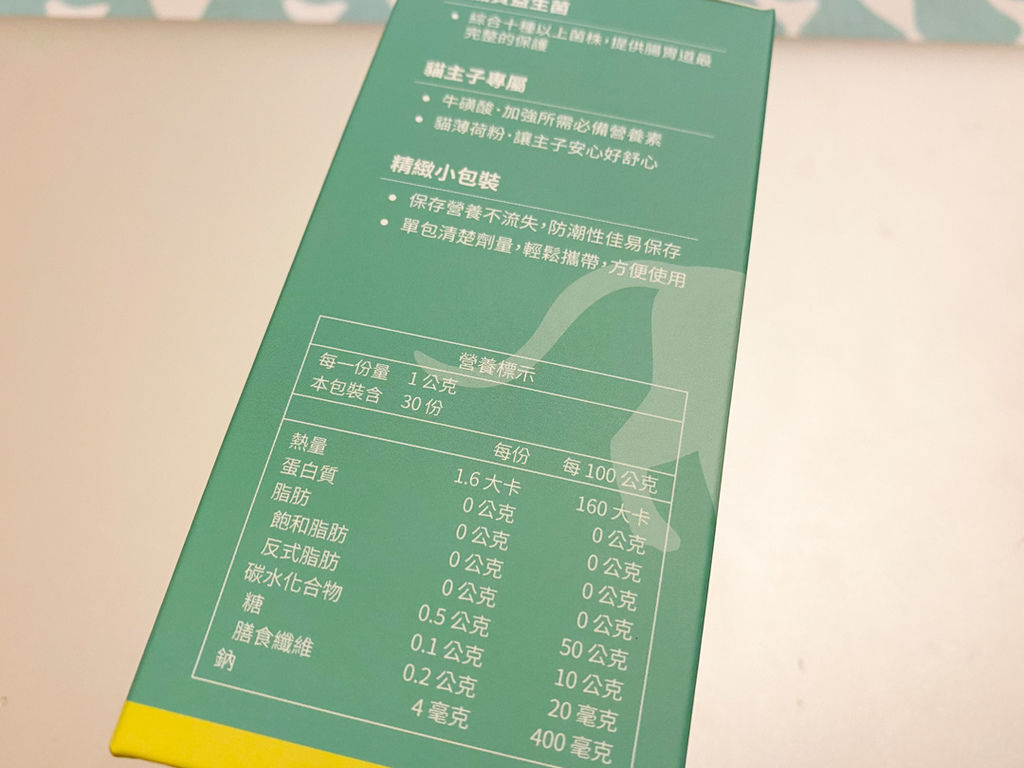 益生菌
• 綜合十種以上菌株，提供腸胃道最
完整的保護
貓主子專屬
• 牛磺酸·加強所需必備營養素
• 貓薄荷粉·讓主子安心好舒心
精緻小包裝
• 保存營養不流失，防潮性佳易保存
• 單包清楚劑量，輕鬆攜帶，方便使用
營養標示
每一份量 1公克
本包裝含 30份
每份 每100公克
熱量 1.6大卡 160大卡
蛋白質 0公克 0公克
脂肪 0公克 0公克
飽和脂肪 0公克 0公克
反式脂肪 0公克 0公克
碳水化合物 0.5公克 50公克
糖 0.1公克 10公克
膳食纖維 0.2公克 20毫克
鈉 4毫克 400毫克